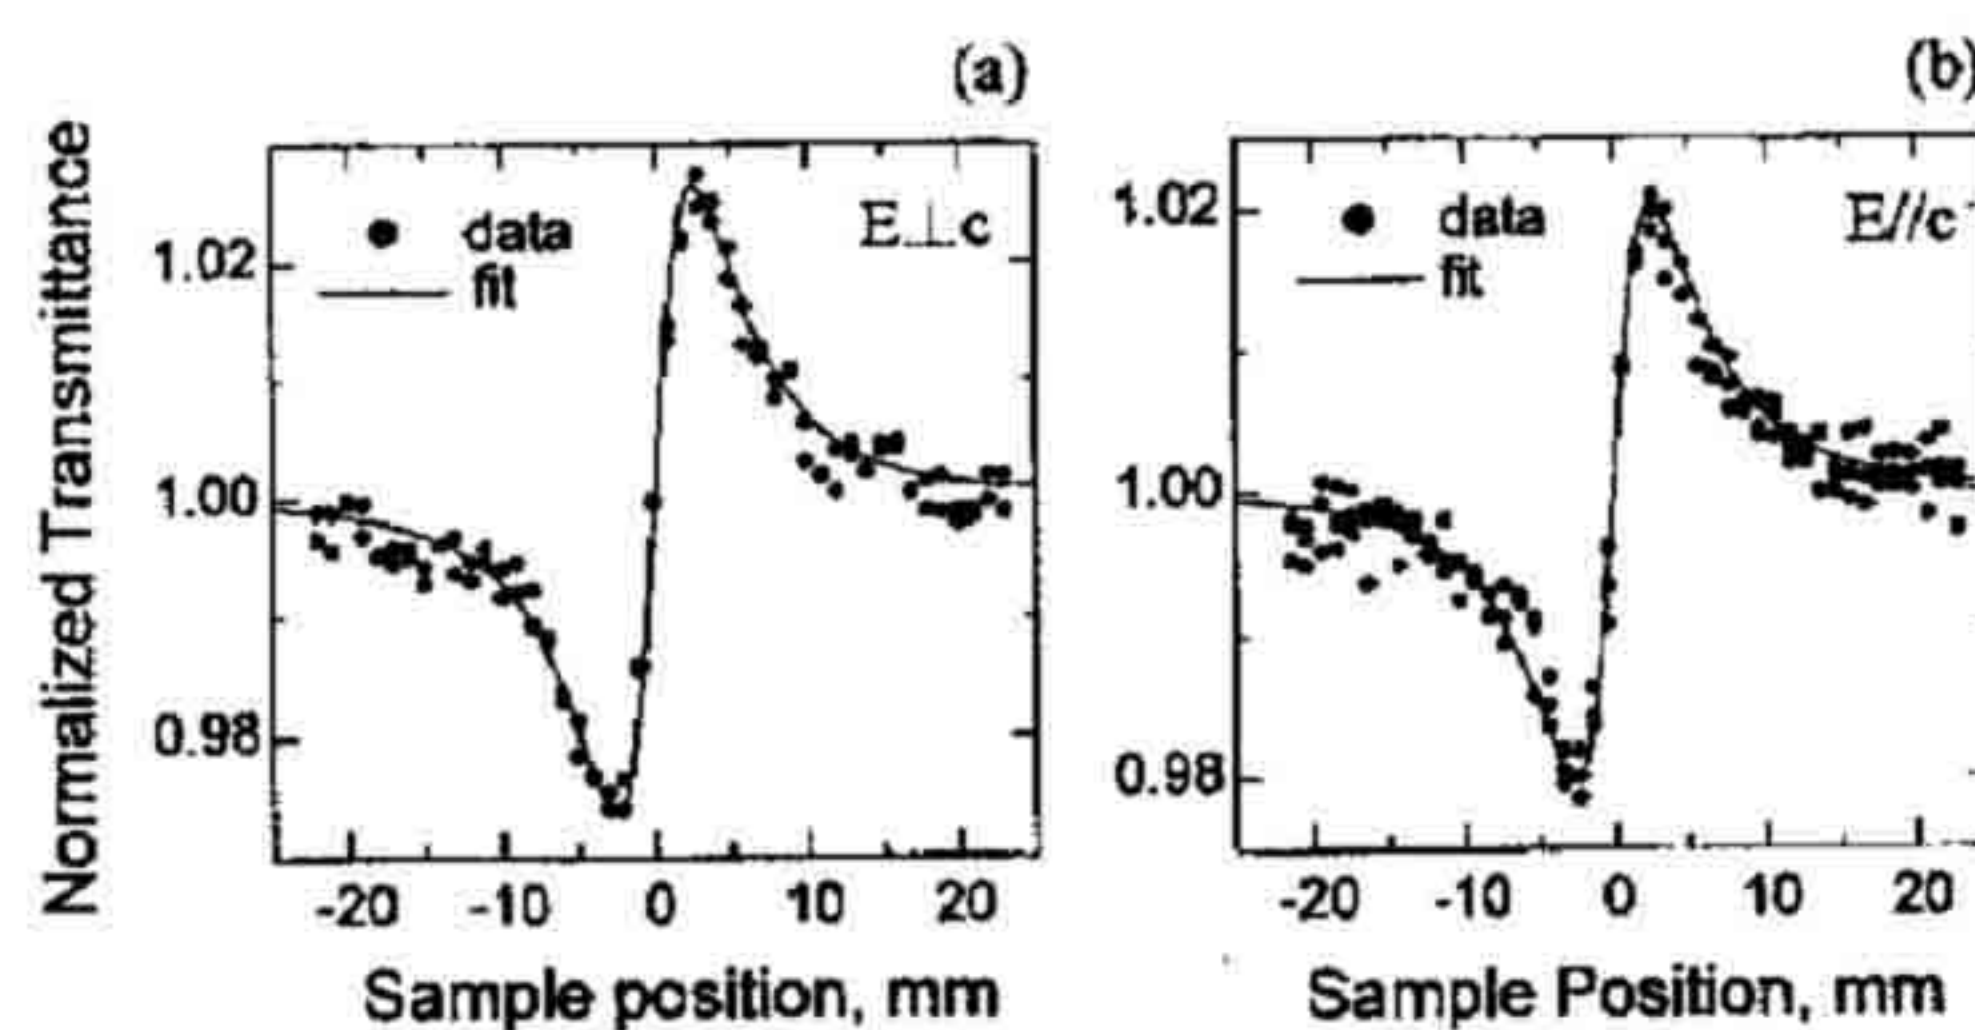 (a)
Normalized Transmittance
data
fit
E⊥c
1.02
1.00
0.98
-20 -10 0 10 20
Sample position, mm
(b)
data
fit
E//c
1.02
1.00
0.98
-20 -10 0 10 20
Sample Position, mm